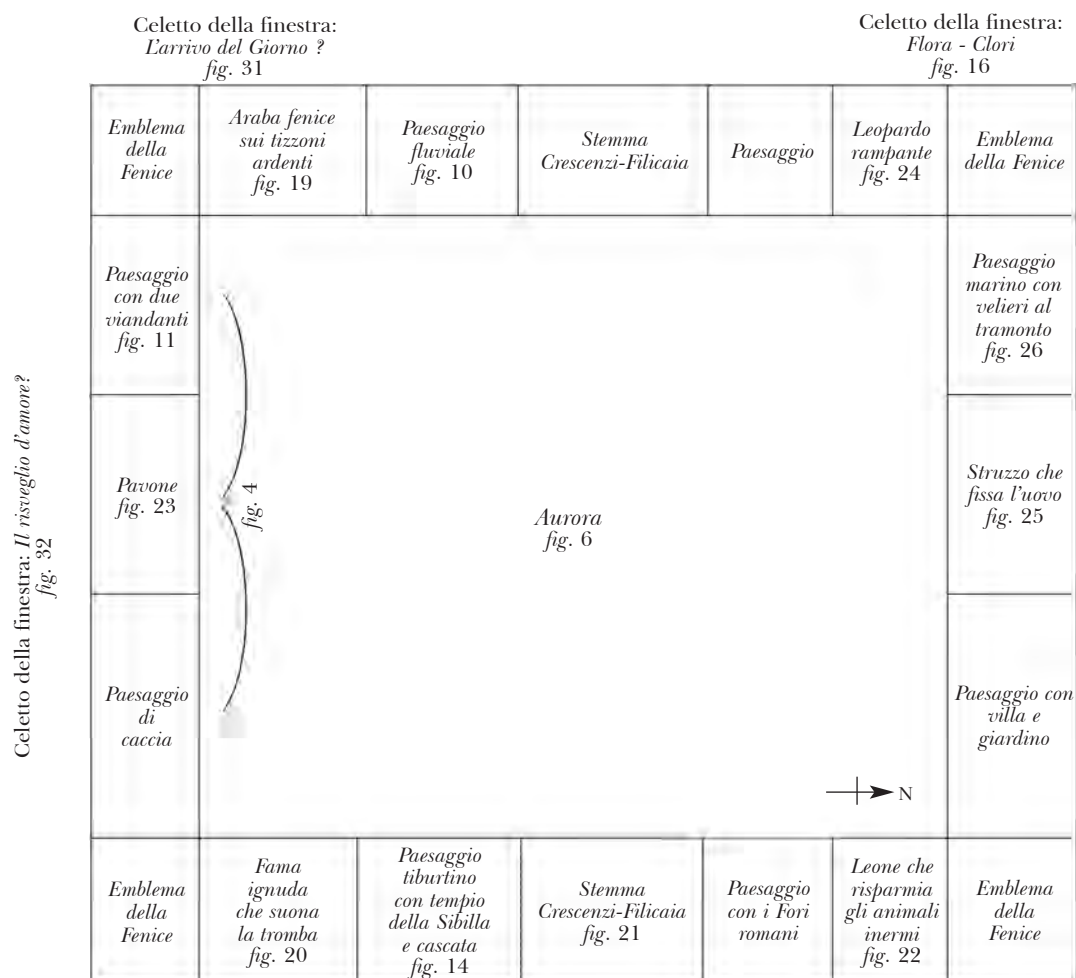 Celetto della finestra:
L'arrivo del Giorno ?
fig. 31
Celetto della finestra:
Flora - Clori
fig. 16
Emblema
della
Fenice
Araba fenice
sui tizzoni
ardenti
fig. 19
Paesaggio
fluviale
fig. 10
Stemma
Crescenzi-Filicaia
Paesaggio
Leopardo
rampante
fig. 24
Emblema
della Fenice
Paesaggio
con due
viandanti
fig. 11
Paesaggio
marino con
velieri al
tramonto
fig. 26
Celetto della finestra: Il risveglio d'amore?
fig. 32
Pavone
fig. 23
fig. 4
Aurora
fig. 6
Struzzo che
fissa l'uovo
fig. 25
Paesaggio
di
caccia
Paesaggio con
villa e
giardino
N
Emblema
della
Fenice
Fama
ignuda
che suona
la tromba
fig. 20
Paesaggio
tiburtino
con tempio
della Sibilla
e cascata
fig. 14
Stemma
Crescenzi-Filicaia
fig. 21
Paesaggio
con i Fori
romani
Leone che
risparmia
gli animali
inermi
fig. 22
Emblema
della
Fenice